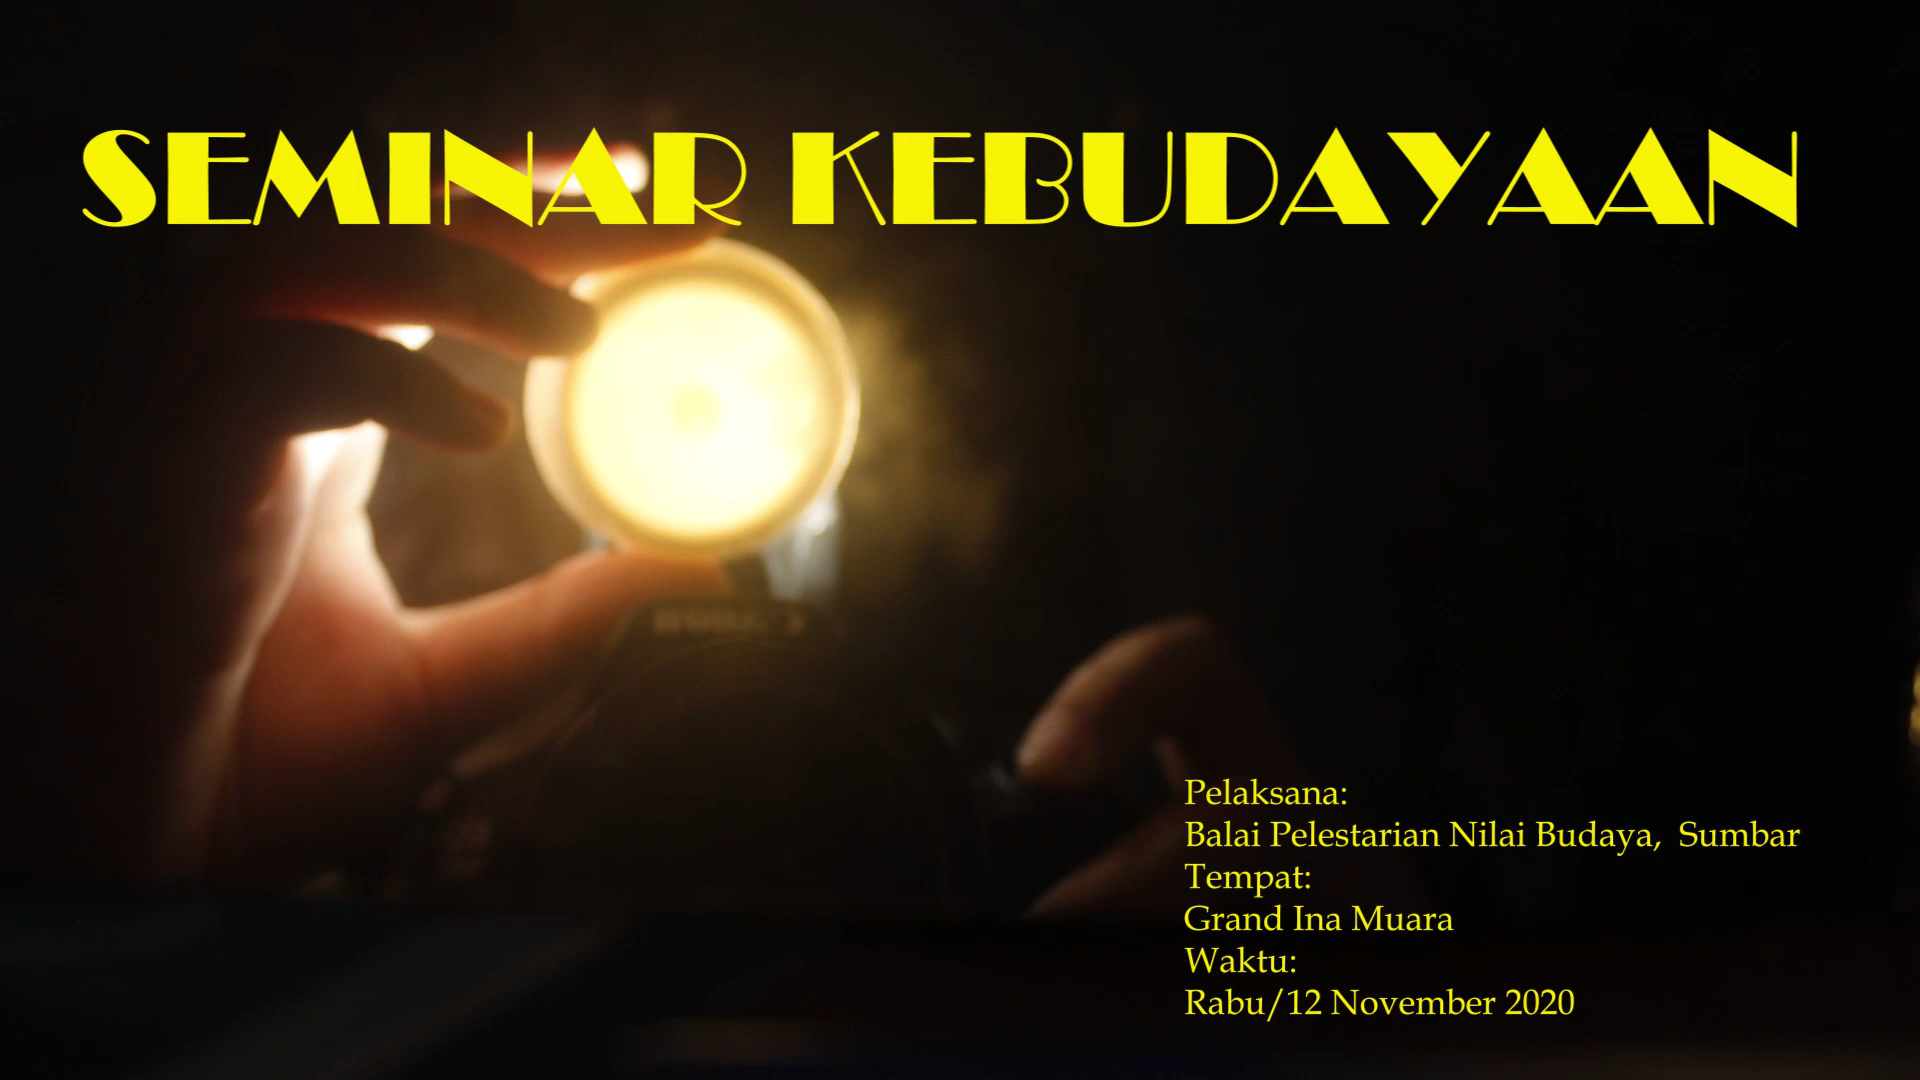 SEMINAR KEBUDAYAAN
Pelaksana:
Balai Pelestarian Nilai Budaya, Sumbar
Tempat:
Grand Ina Muara
Waktu:
Rabu/12 November 2020